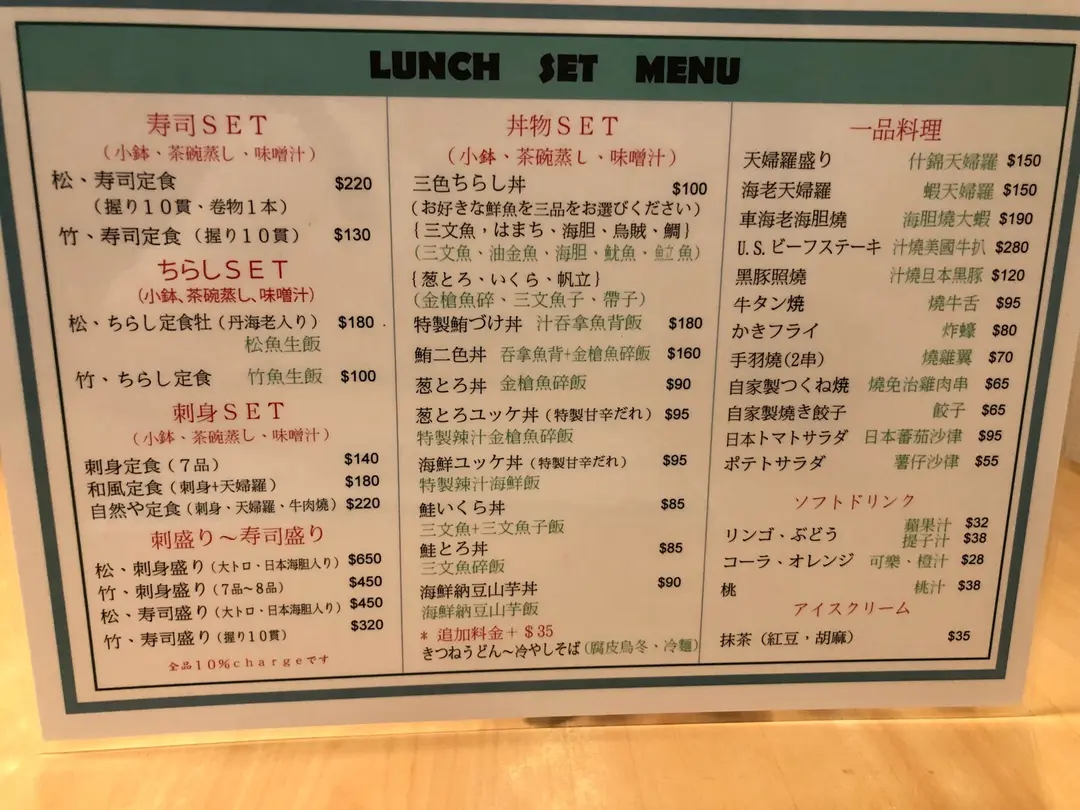 LUNCH SET MENU
寿司SET
（小鉢、茶碗蒸し、味噌汁）
松、寿司定食 $220
（握り１０貫、巻物１本）
竹、寿司定食（握り１０貫） $130
ちらしSET
（小鉢、茶碗蒸し、味噌汁）
松、ちらし定食牡（丹海老入り） $180
松魚生飯
竹、ちらし定食 竹魚生飯 $100
刺身SET
（小鉢、茶碗蒸し、味噌汁）
刺身定食（７品） $140
和風定食（刺身+天婦羅） $180
自然や定食（刺身、天婦羅、牛肉燒） $220
刺盛り～寿司盛り
松、刺身盛り（大トロ・日本海胆入り） $650
竹、刺身盛り（7品～8品） $450
松、寿司盛り（大トロ・日本海胆入り） $450
竹、寿司盛り（握り１０貫） $320
全品１０％ｃｈａｒｇｅです
丼物SET
（小鉢、茶碗蒸し、味噌汁）
三色ちらし丼 $100
（お好きな鮮魚を三品をお選びください）
{三文魚，はまち、海胆、烏賊、鯛}
（三文魚、油金魚、海胆、魷魚、魚立魚）
{葱とろ、いくら、帆立}
（金槍魚碎、三文魚子、帶子）
特製鮪づけ丼 汁吞拿魚背飯 $180
鮪二色丼 吞拿魚背+金槍魚碎飯 $160
葱とろ丼 金槍魚碎飯 $90
葱とろユッケ丼（特製甘辛だれ） $95
特製辣汁金槍魚碎飯
海鮮ユッケ丼（特製甘辛だれ） $95
特製辣汁海鮮飯
鮭いくら丼 $85
三文魚+三文魚子飯
鮭とろ丼 $85
三文魚碎飯
海鮮納豆山芋丼 $90
海鮮納豆山芋飯
* 追加料金＋＄35
きつねうどん～冷やしそば（腐皮烏冬、冷麵）
一品料理
天婦羅盛り 什錦天婦羅 $150
海老天婦羅 蝦天婦羅 $150
車海老海胆燒 海胆燒大蝦 $190
U.S.ビーフステーキ 汁燒美國牛扒 $280
黒豚照燒 汁燒日本黑豚 $120
牛タン燒 燒牛舌 $95
かきフライ 炸蠔 $80
手羽燒(2串) 燒雞翼 $70
自家製つくね燒 燒免治雞肉串 $65
自家製燒き餃子 餃子 $65
日本トマトサラダ 日本蕃茄沙律 $95
ポテトサラダ 薯仔沙律 $55
ソフトドリンク
リンゴ、ぶどう 蘋果汁 $32
提子汁 $38
コーラ、オレンジ 可樂、橙汁 $28
桃 桃汁 $38
アイスクリーム
抹茶（紅豆，胡麻） $35